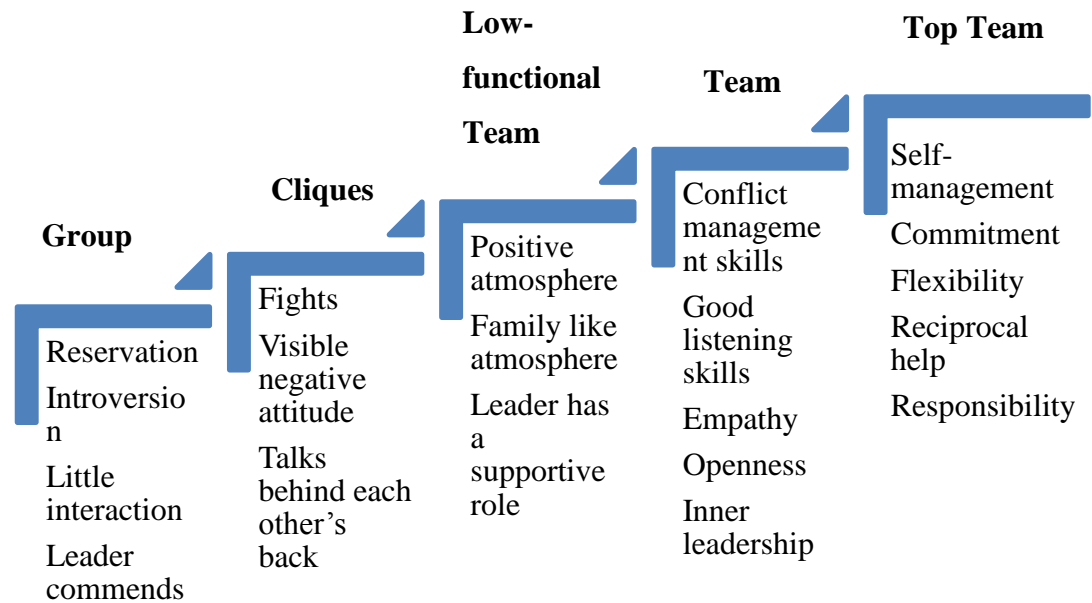 Group
Reservation
Introversio
n
Little
interaction
Leader
commends
Cliques
Fights
Visible
negative
attitude
Talks
behind each
other’s
back
Low-
functional
Team
Positive
atmosphere
Family like
atmosphere
Leader has
a
supportive
role
Team
Conflict
manageme
nt skills
Good
listening
skills
Empathy
Openness
Inner
leadership
Top Team
Self-
management
Commitment
Flexibility
Reciprocal
help
Responsibility